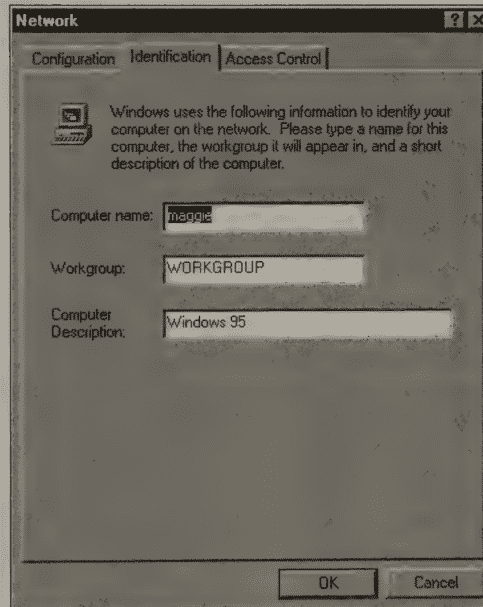 Network
Configuration Identification Access Control
Windows uses the following information to identify your
computer on the network. Please type a name for this
computer, the workgroup it will appear in, and a short
description of the computer.
Computer name: maggie
Workgroup: WORKGROUP
Computer
Description: Windows 95
OK Cancel